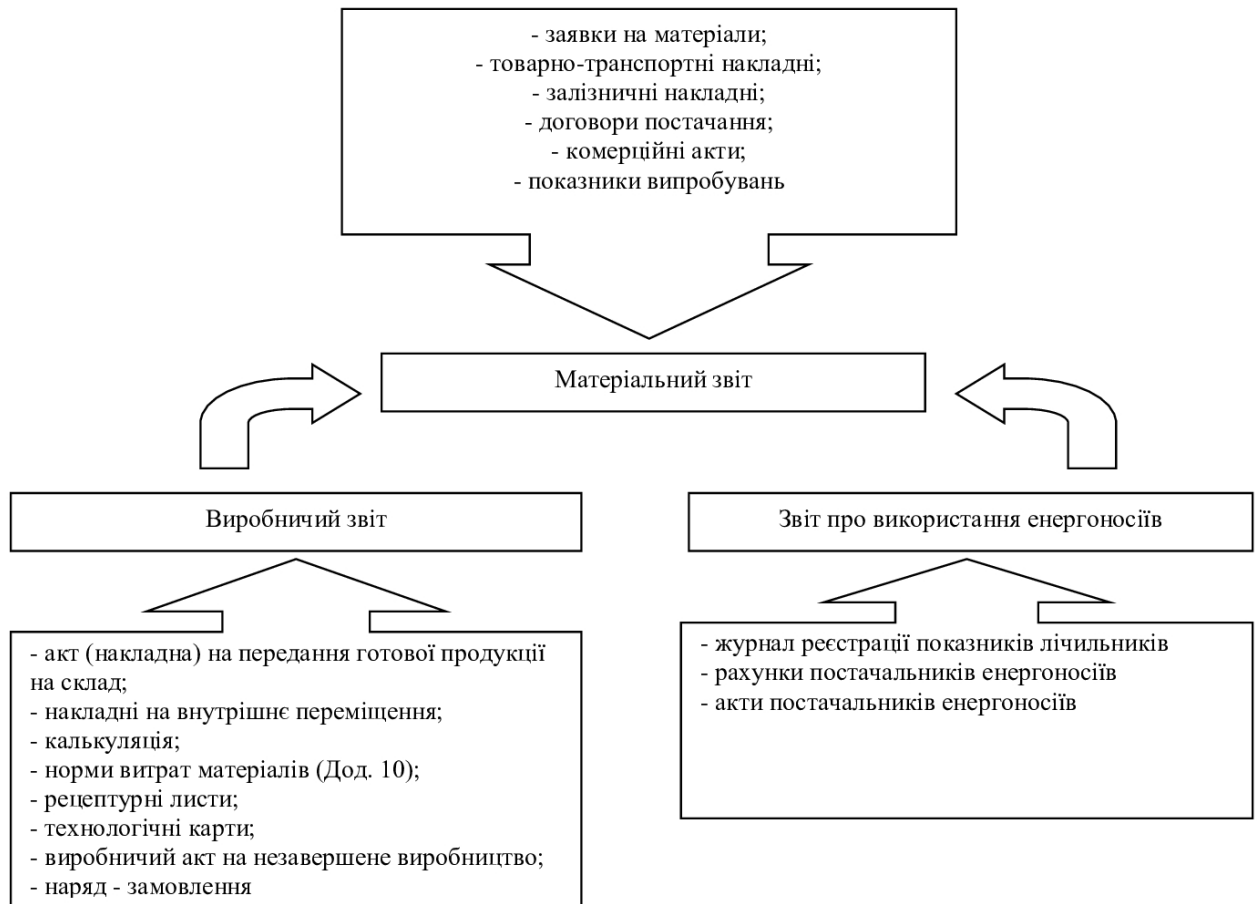 - заявки на матеріали;
- товарно-транспортні накладні;
- залізничні накладні;
- договори постачання;
- комерційні акти;
- показники випробувань
Матеріальний звіт
Виробничий звіт
Звіт про використання енергоносіїв
- акт (накладна) на передання готової продукції
на склад;
- накладні на внутрішнє переміщення;
- калькуляція;
- норми витрат матеріалів (Дод. 10);
- рецептурні листи;
- технологічні карти;
- виробничий акт на незавершене виробництво;
- наряд - замовлення
- журнал реєстрації показників лічильників
- рахунки постачальників енергоносіїв
- акти постачальників енергоносіїв